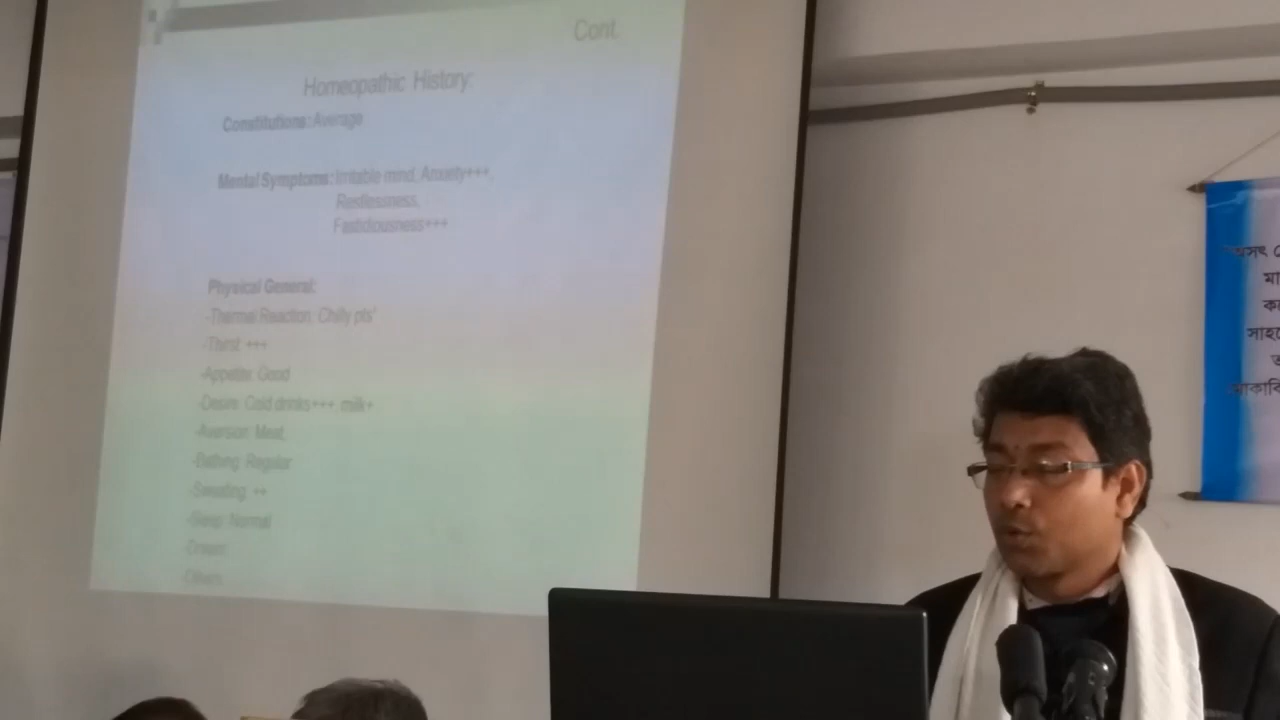 Cont.
Homeopathic History:
Constitutions: Average
Mental Symptoms: Irritable mind, Anxiety+++,
Restlessness,
Fastidiousness+++
Physical General:
-Thermal Reaction: Chilly pts'
-Thirst: +++
-Appetite: Good
-Desire: Cold drinks+++, milk+
-Aversion: Meat,
-Bathing: Regular
-Sweating: ++
-Sleep: Normal
-Dream:
-Others:
অসৎ